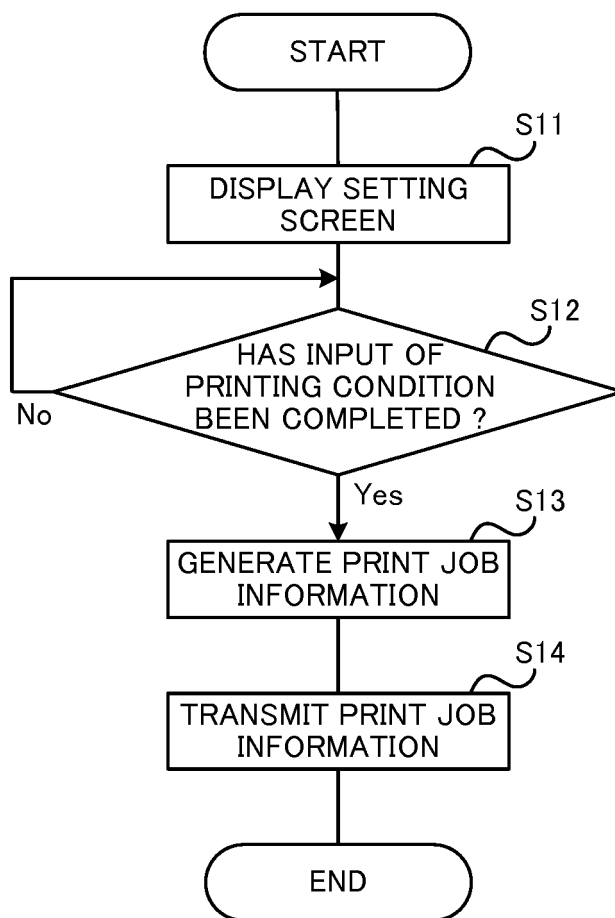 START
S11
DISPLAY SETTING
SCREEN
S12
HAS INPUT OF
PRINTING CONDITION
BEEN COMPLETED ?
No
Yes
S13
GENERATE PRINT JOB
INFORMATION
S14
TRANSMIT PRINT JOB
INFORMATION
END